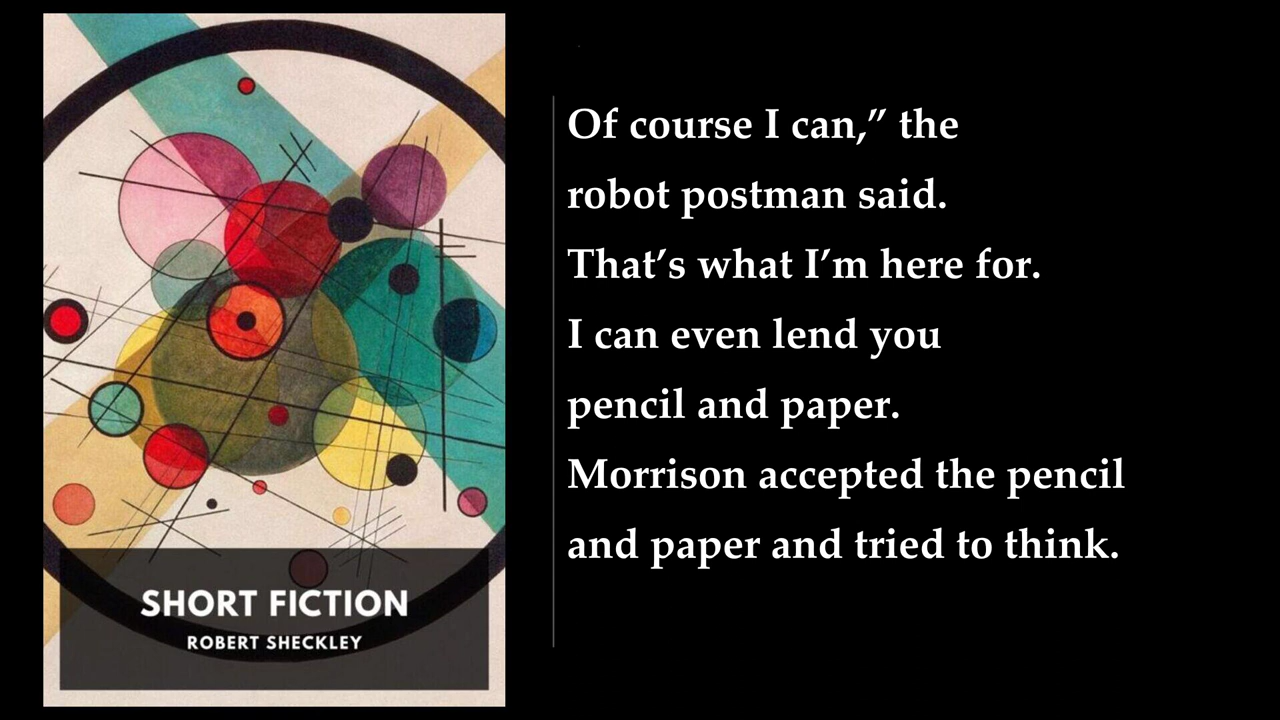 SHORT FICTION
ROBERT SHECKLEY
Of course I can,” the
robot postman said.
That’s what I’m here for.
I can even lend you
pencil and paper.
Morrison accepted the pencil
and paper and tried to think.